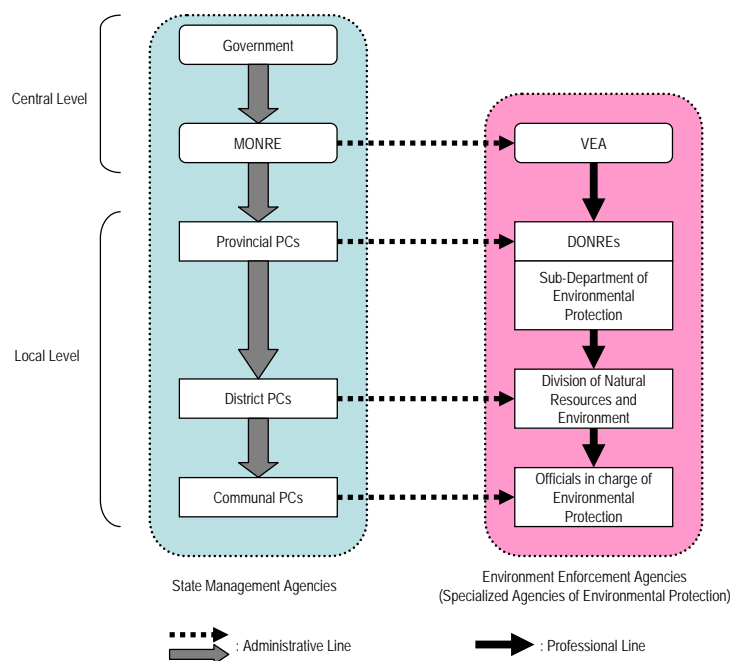 Government
Central Level
MONRE
VEA
Provincial PCs
DONREs
Sub-Department of
Environmental
Protection
Local Level
District PCs
Division of Natural
Resources and
Environment
Communal PCs
Officials in charge of
Environmental
Protection
State Management Agencies
Environment Enforcement Agencies
(Specialized Agencies of Environmental Protection)
: Administrative Line
: Professional Line